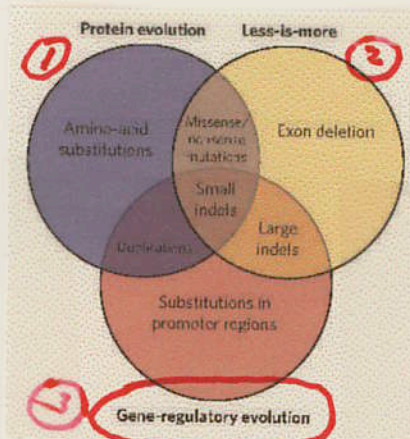 Protein evolution
Less-is-more
1
2
Amino-acid
substitutions
Missense/
nonsense
mutations
Exon deletion
Small
indels
Duplications
Large
indels
Substitutions in
promoter regions
3
Gene-regulatory evolution